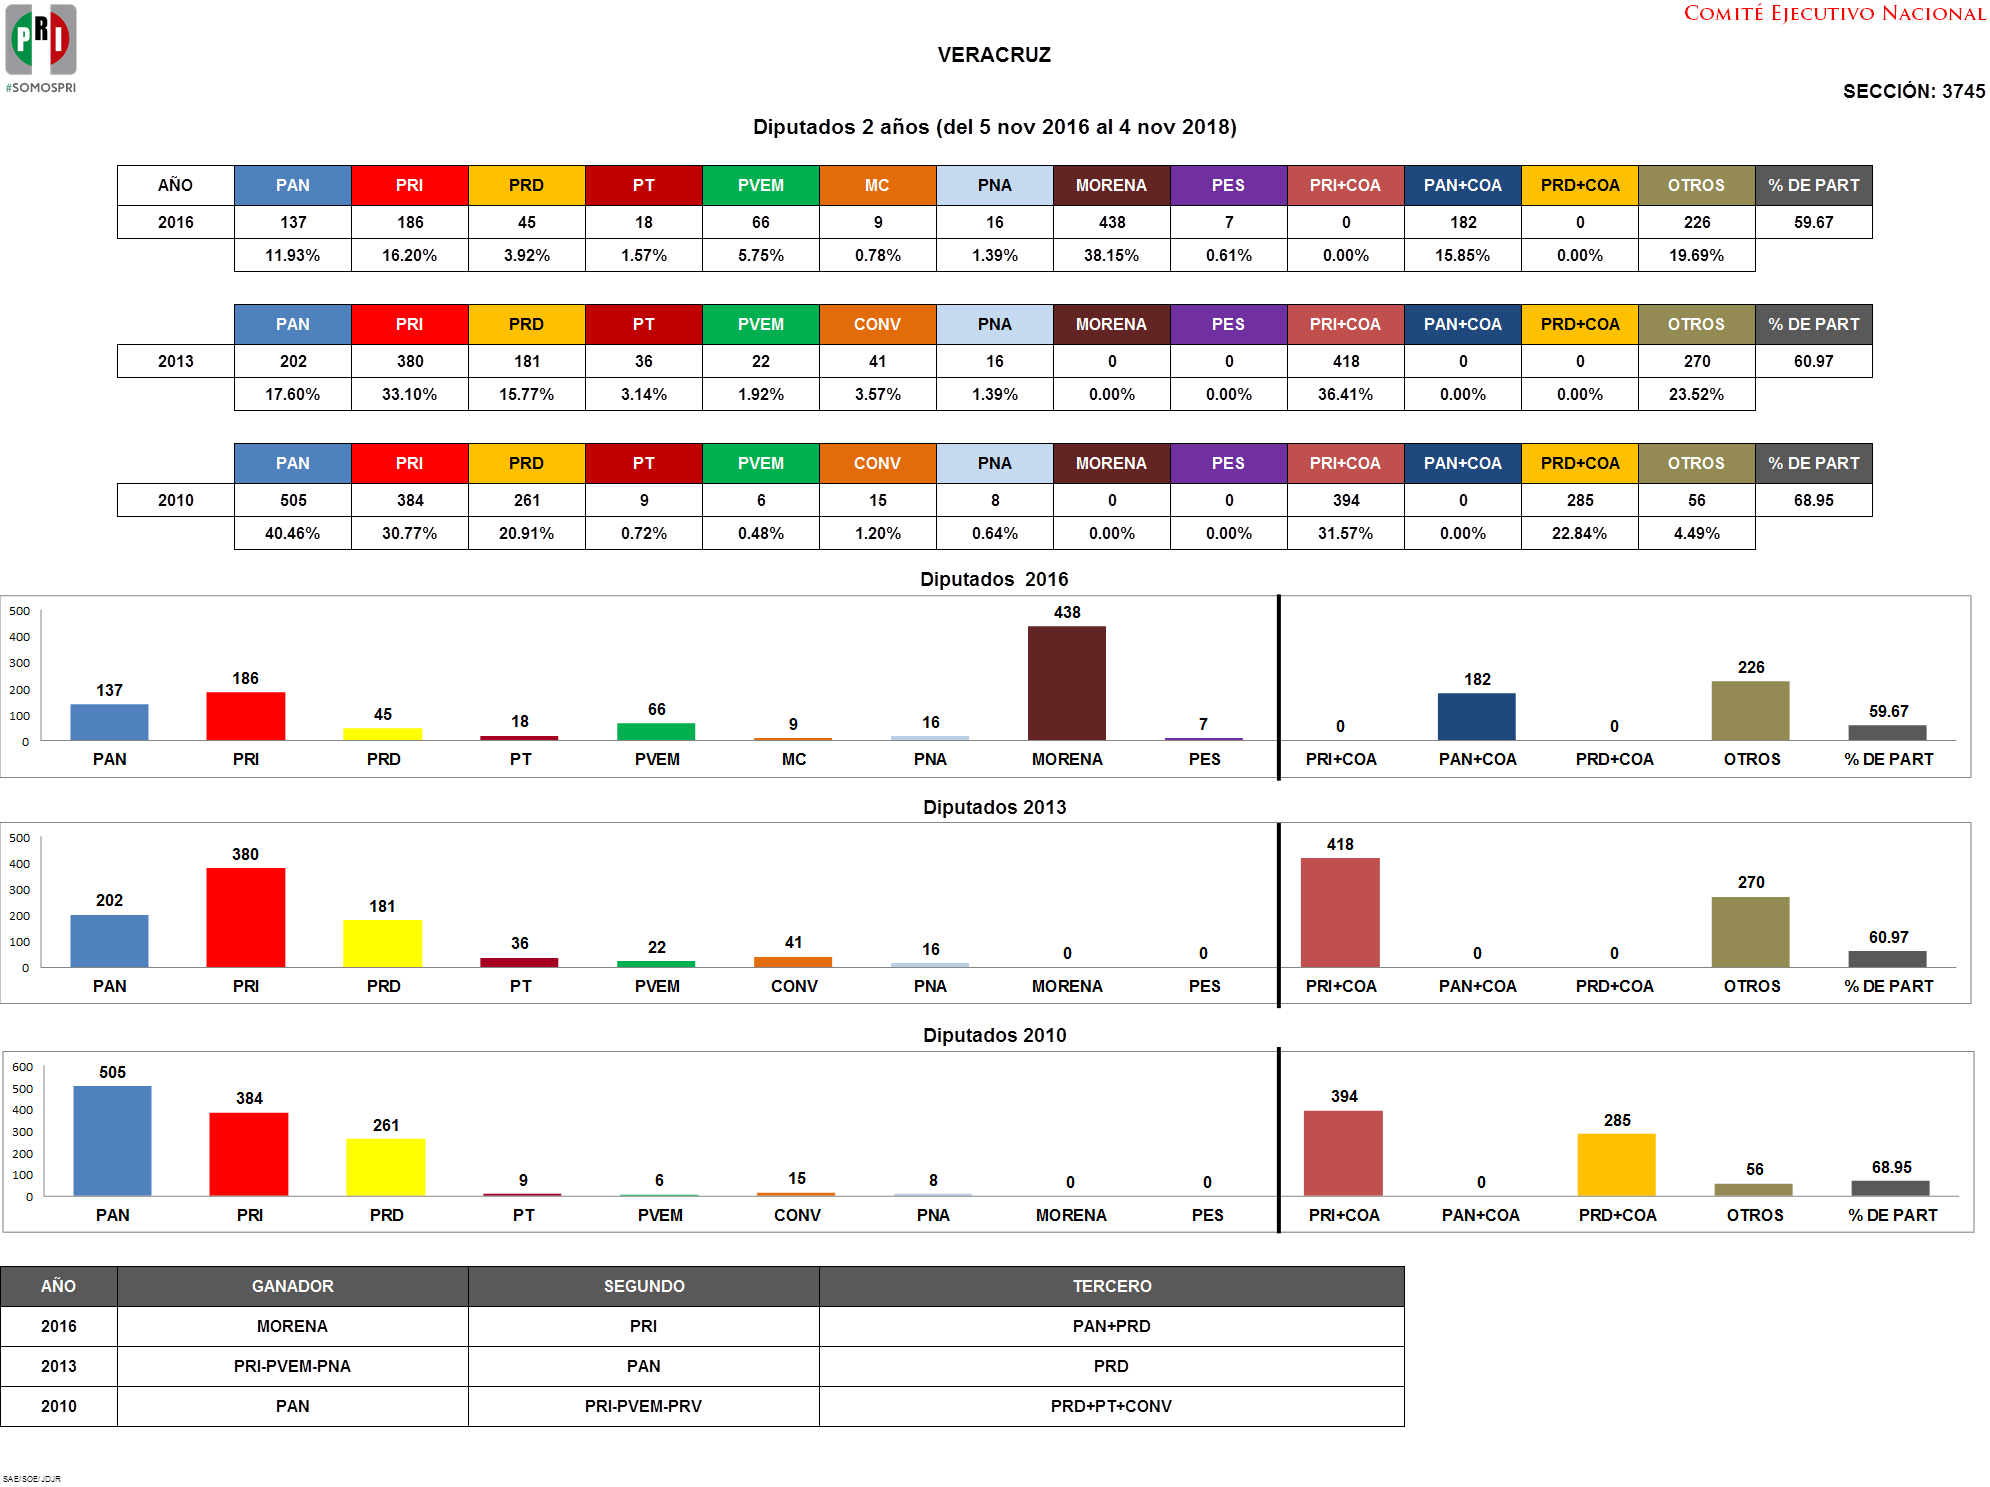 PRI
#SOMOSPRI
COMITÉ EJECUTIVO NACIONAL
VERACRUZ
SECCIÓN: 3745
Diputados 2 años (del 5 nov 2016 al 4 nov 2018)
AÑO PAN PRI PRD PT PVEM MC PNA MORENA PES PRI+COA PAN+COA PRD+COA OTROS % DE PART
2016 137 186 45 18 66 9 16 438 7 0 182 0 226 59.67
11.93% 16.20% 3.92% 1.57% 5.75% 0.78% 1.39% 38.15% 0.61% 0.00% 15.85% 0.00% 19.69%
PAN PRI PRD PT PVEM CONV PNA MORENA PES PRI+COA PAN+COA PRD+COA OTROS % DE PART
2013 202 380 181 36 22 41 16 0 0 418 0 0 270 60.97
17.60% 33.10% 15.77% 3.14% 1.92% 3.57% 1.39% 0.00% 0.00% 36.41% 0.00% 0.00% 23.52%
PAN PRI PRD PT PVEM CONV PNA MORENA PES PRI+COA PAN+COA PRD+COA OTROS % DE PART
2010 505 384 261 9 6 15 8 0 0 394 0 285 56 68.95
40.46% 30.77% 20.91% 0.72% 0.48% 1.20% 0.64% 0.00% 0.00% 31.57% 0.00% 22.84% 4.49%
Diputados 2016
500
400
300
200
100
0
137 186 45 18 66 9 16 438 7 0 182 0 226 59.67
PAN PRI PRD PT PVEM MC PNA MORENA PES PRI+COA PAN+COA PRD+COA OTROS % DE PART
Diputados 2013
500
400
300
200
100
0
202 380 181 36 22 41 16 0 0 418 0 0 270 60.97
PAN PRI PRD PT PVEM CONV PNA MORENA PES PRI+COA PAN+COA PRD+COA OTROS % DE PART
Diputados 2010
600
500
400
300
200
100
0
505 384 261 9 6 15 8 0 0 394 0 285 56 68.95
PAN PRI PRD PT PVEM CONV PNA MORENA PES PRI+COA PAN+COA PRD+COA OTROS % DE PART
AÑO GANADOR SEGUNDO TERCERO
2016 MORENA PRI PAN+PRD
2013 PRI-PVEM-PNA PAN PRD
2010 PAN PRI-PVEM-PRV PRD+PT+CONV
SAE/SOE/JDJR